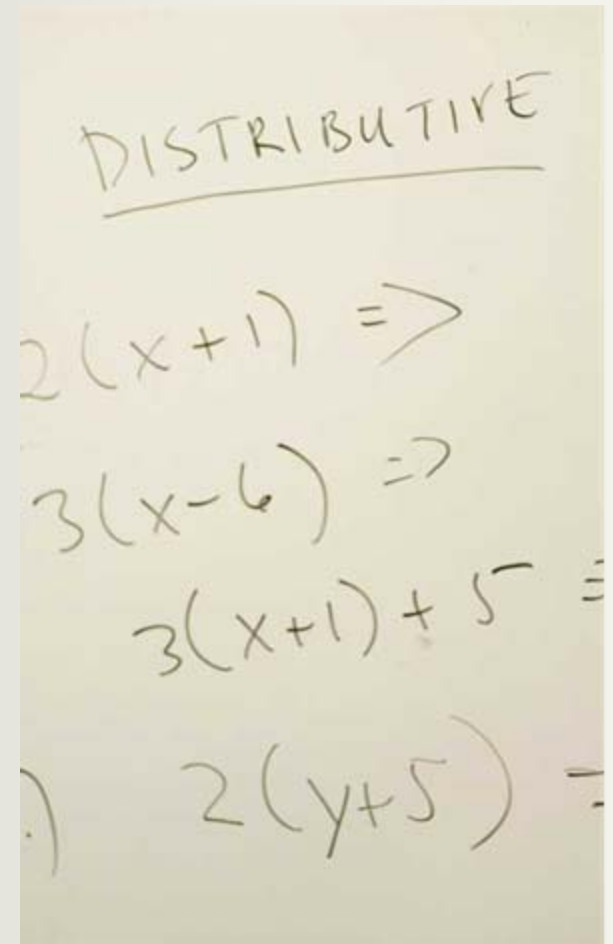 DISTRIBUTIVE
2(x+1) =>
3(x-6) =>
3(x+1) + 5 =
.) 2(y+5) =